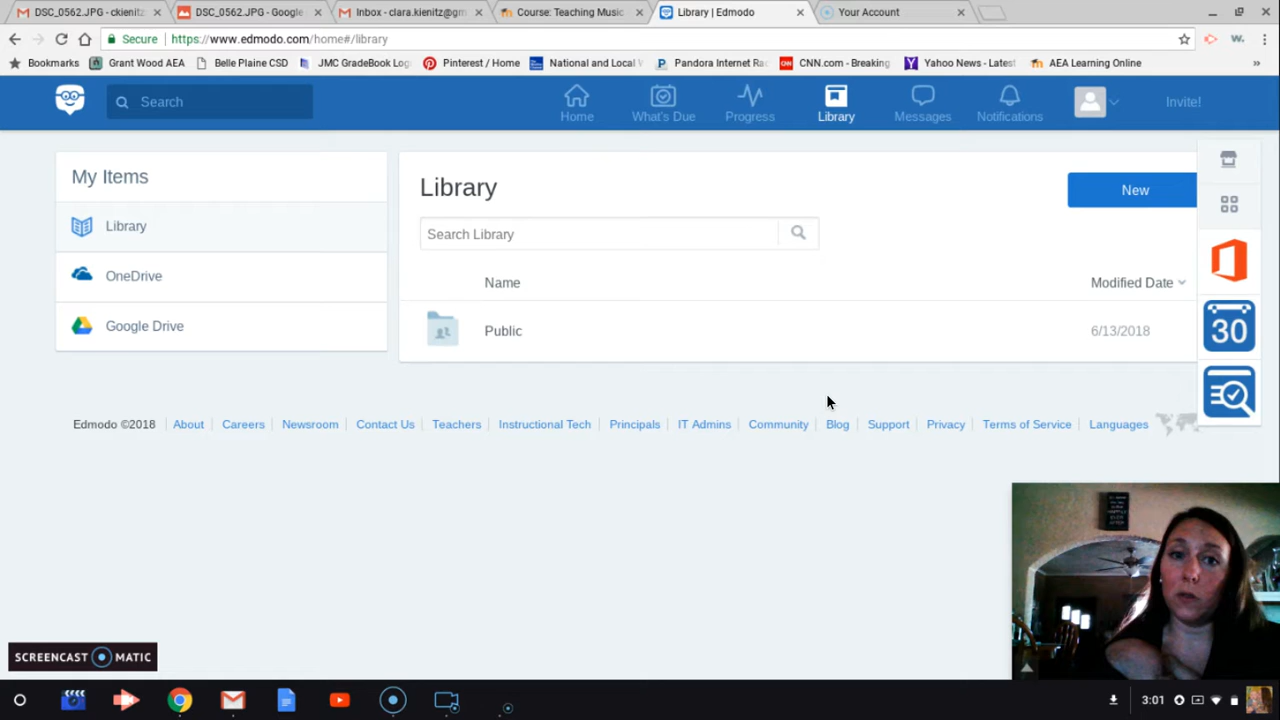 DSC_0562.JPG - ckienitz
DSC_0562.JPG - Google
Inbox - clara.kienitz@gm
Course: Teaching Music
Library | Edmodo
Your Account
Secure https://www.edmodo.com/home#/library
Bookmarks Grant Wood AEA Belle Plaine CSD JMC GradeBook Log Pinterest / Home National and Local W Pandora Internet Ra CNN.com - Breaking Yahoo News - Latest AEA Learning Online »
Search
Home What's Due Progress Library Messages Notifications Invite!
My Items
Library
OneDrive
Google Drive
Library
New
Search Library
Name Modified Date
Public 6/13/2018
30
Edmodo ©2018 About Careers Newsroom Contact Us Teachers Instructional Tech Principals IT Admins Community Blog Support Privacy Terms of Service Languages
SCREENCAST MATIC
3:01